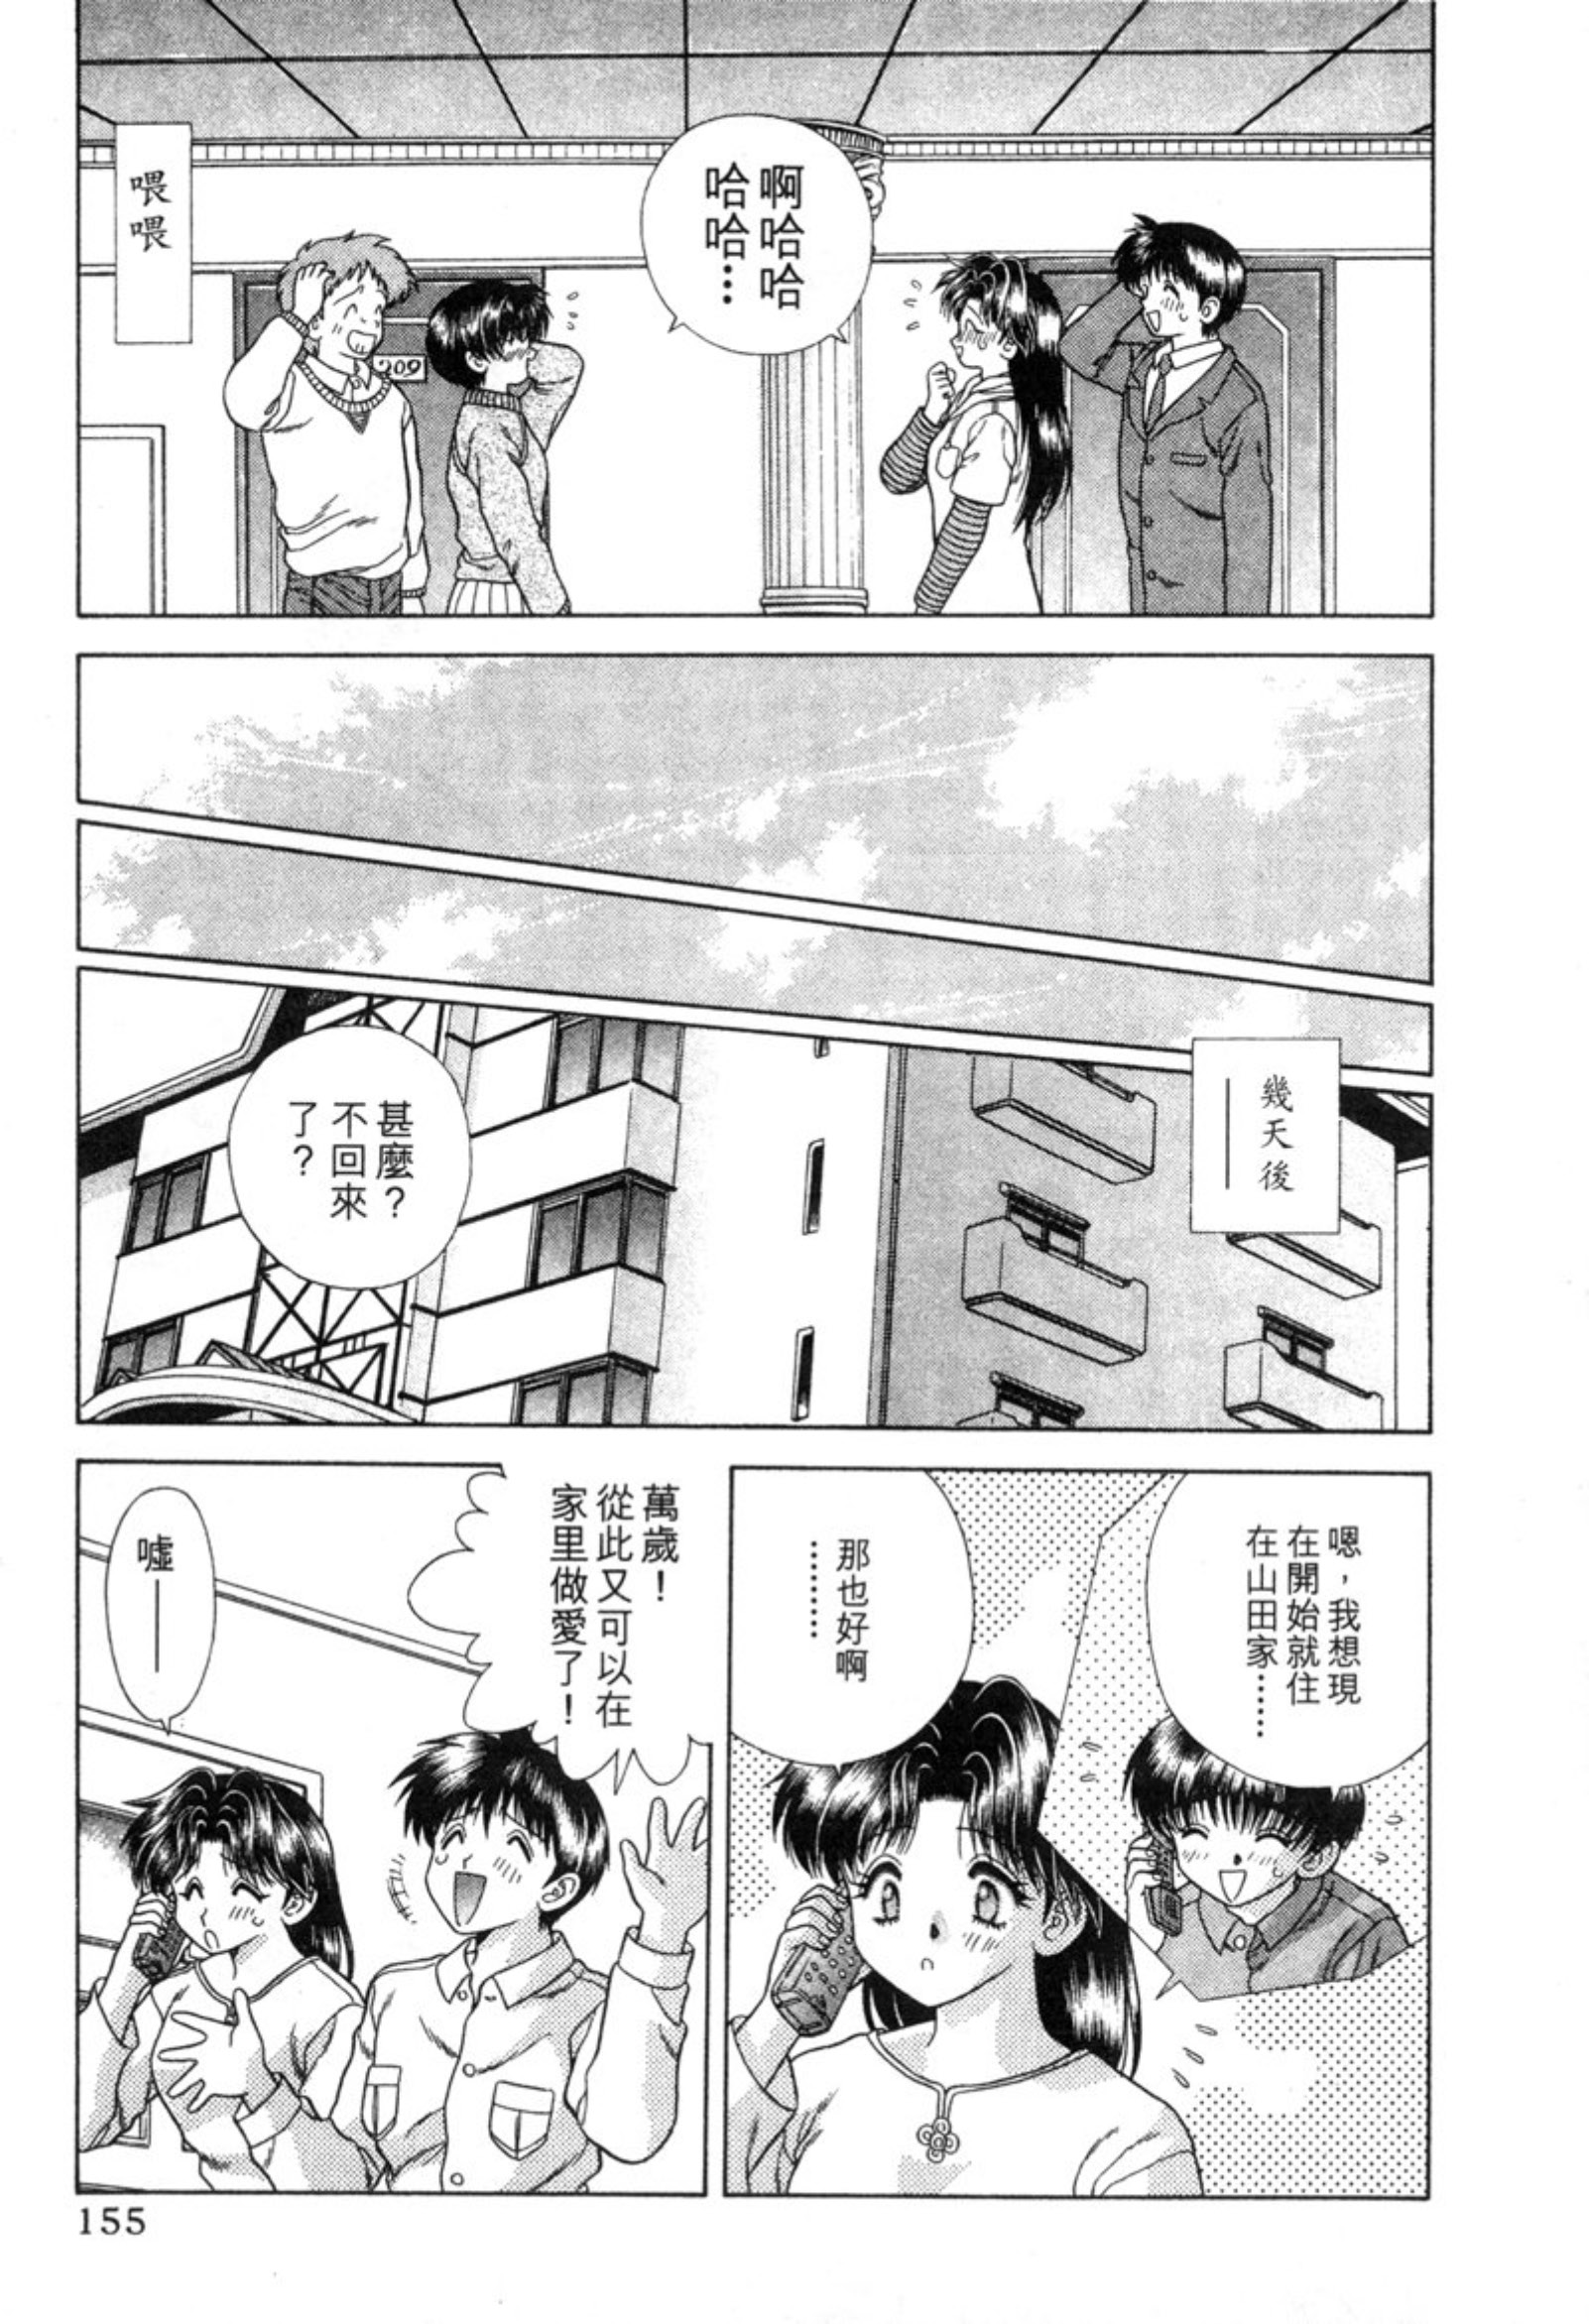 啊哈哈
哈哈…
喂喂
209
幾天後
——
甚麼？
不回來
了？
嗯，我想現
在開始就住
在山田家……
那也好啊
………
萬歲！
從此又可以在
家里做愛了！
噓——
155